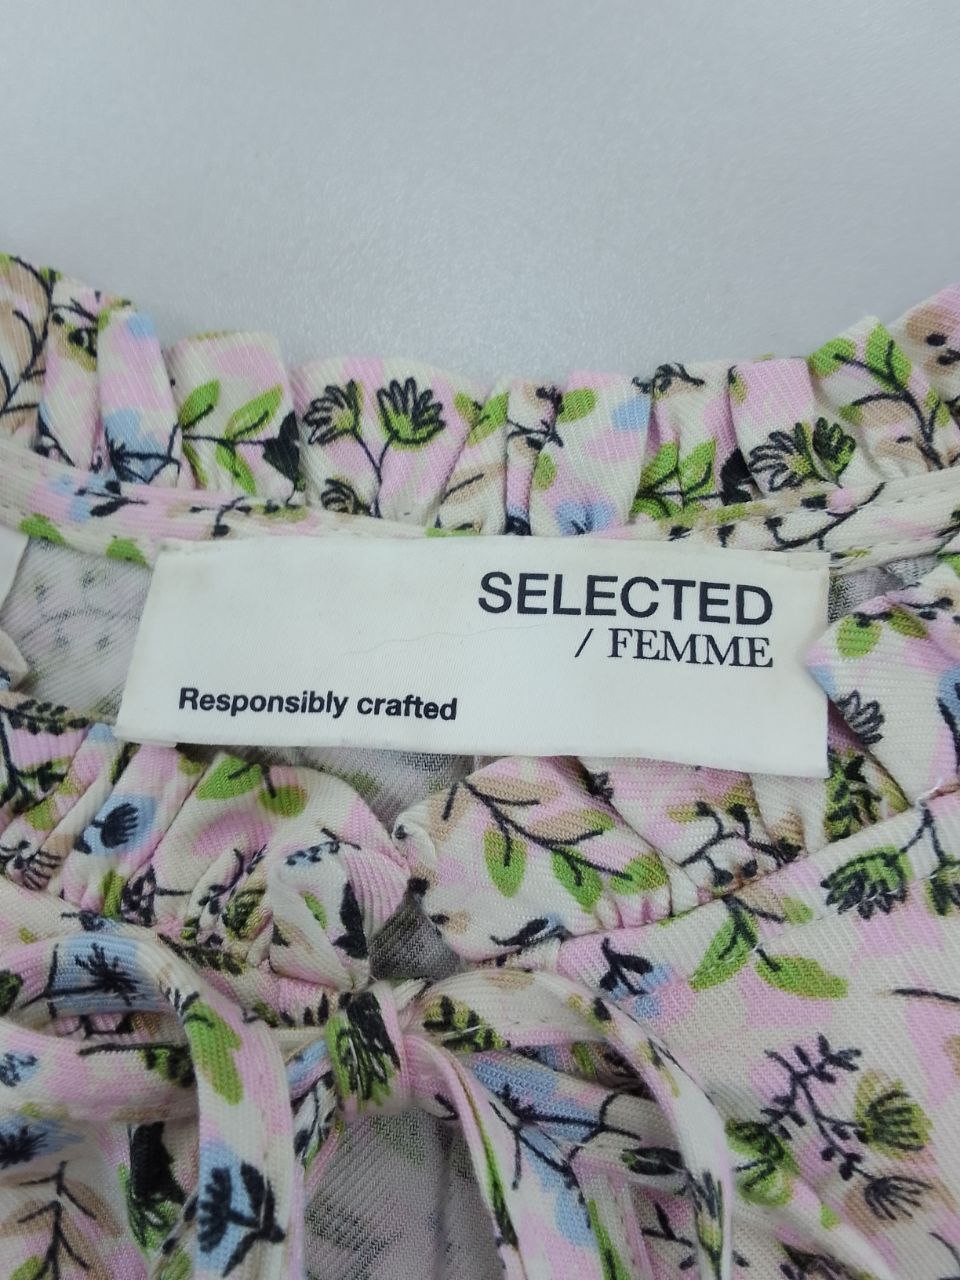 SELECTED
/ FEMME
Responsibly crafted